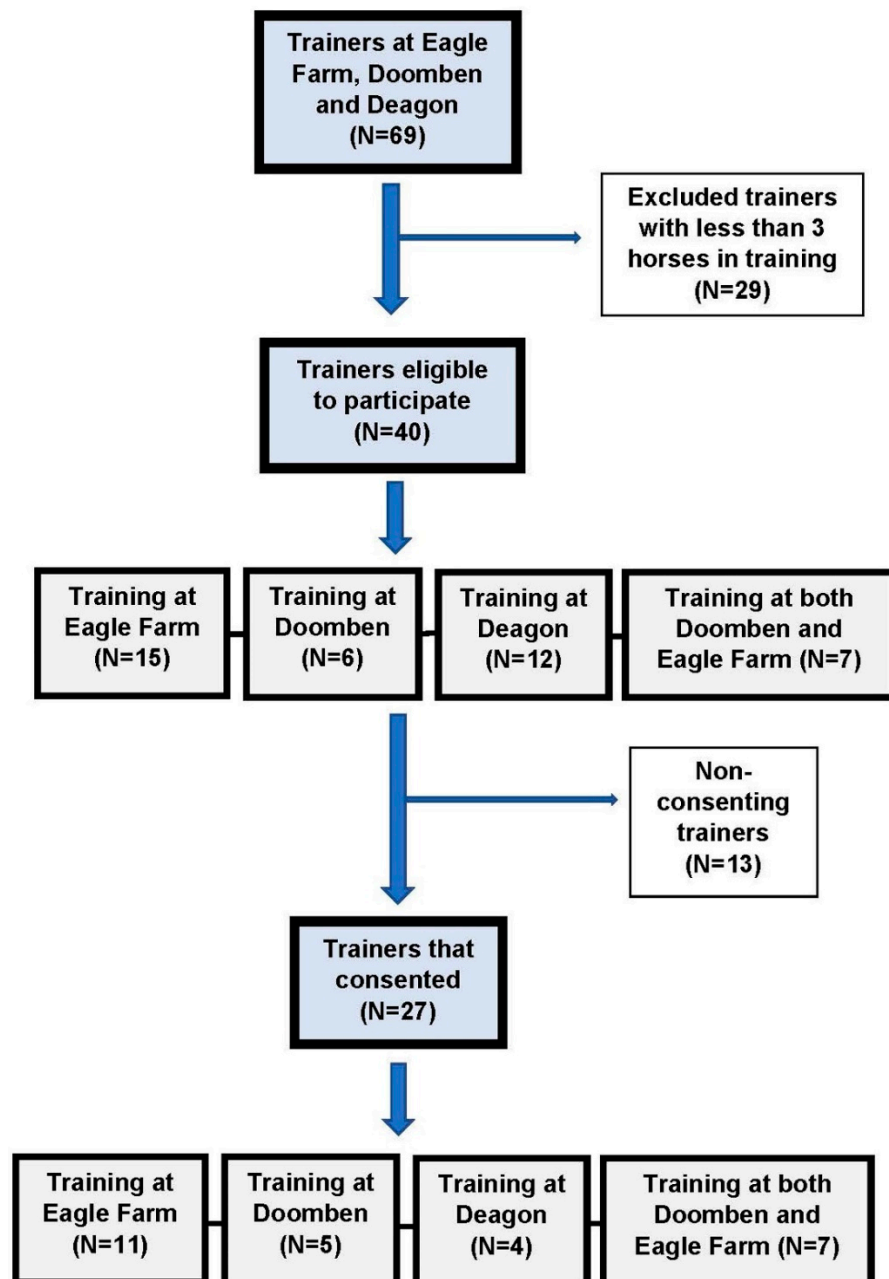 Trainers at Eagle
Farm, Doomben
and Deagon
(N=69)
Excluded trainers
with less than 3
horses in training
(N=29)
Trainers eligible
to participate
(N=40)
Training at
Eagle Farm
(N=15)
Training at
Doomben
(N=6)
Training at
Deagon
(N=12)
Training at both
Doomben and
Eagle Farm (N=7)
Non-
consenting
trainers
(N=13)
Trainers that
consented
(N=27)
Training at
Eagle Farm
(N=11)
Training at
Doomben
(N=5)
Training at
Deagon
(N=4)
Training at both
Doomben and
Eagle Farm (N=7)